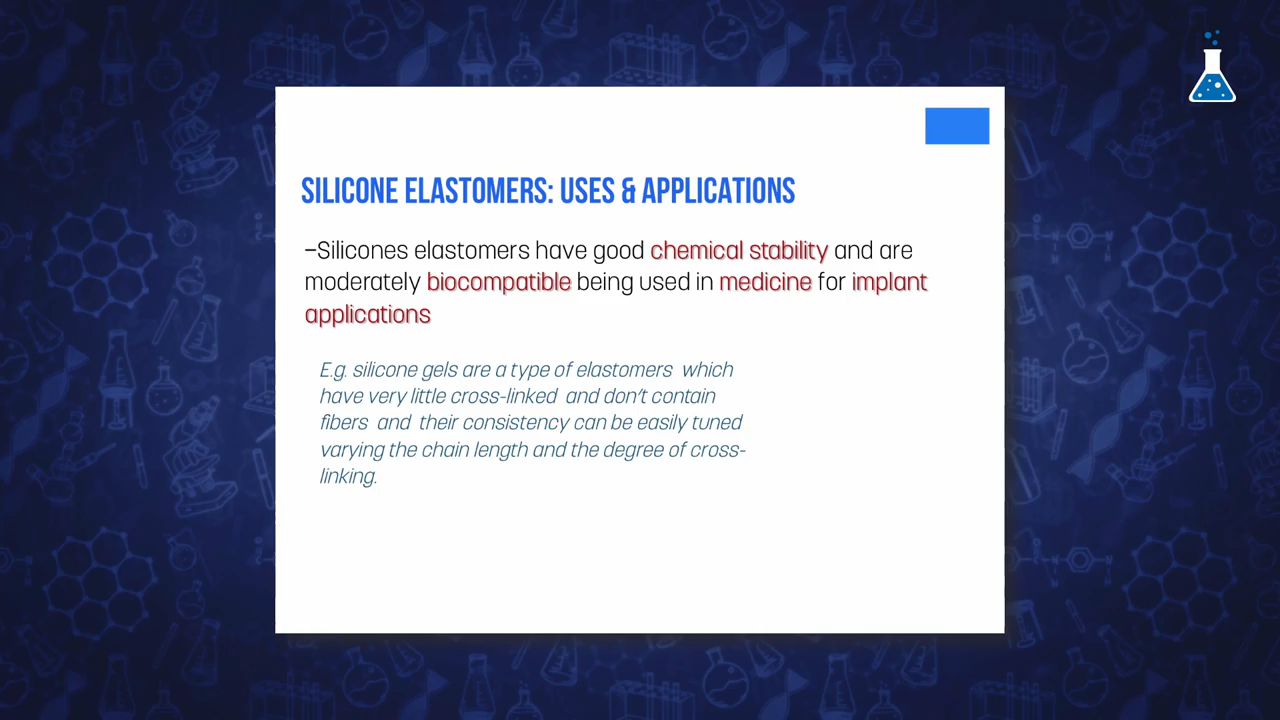 SILICONE ELASTOMERS: USES & APPLICATIONS
–Silicones elastomers have good chemical stability and are
moderately biocompatible being used in medicine for implant
applications
E.g. silicone gels are a type of elastomers which
have very little cross-linked and don't contain
fibers and their consistency can be easily tuned
varying the chain length and the degree of cross-
linking.